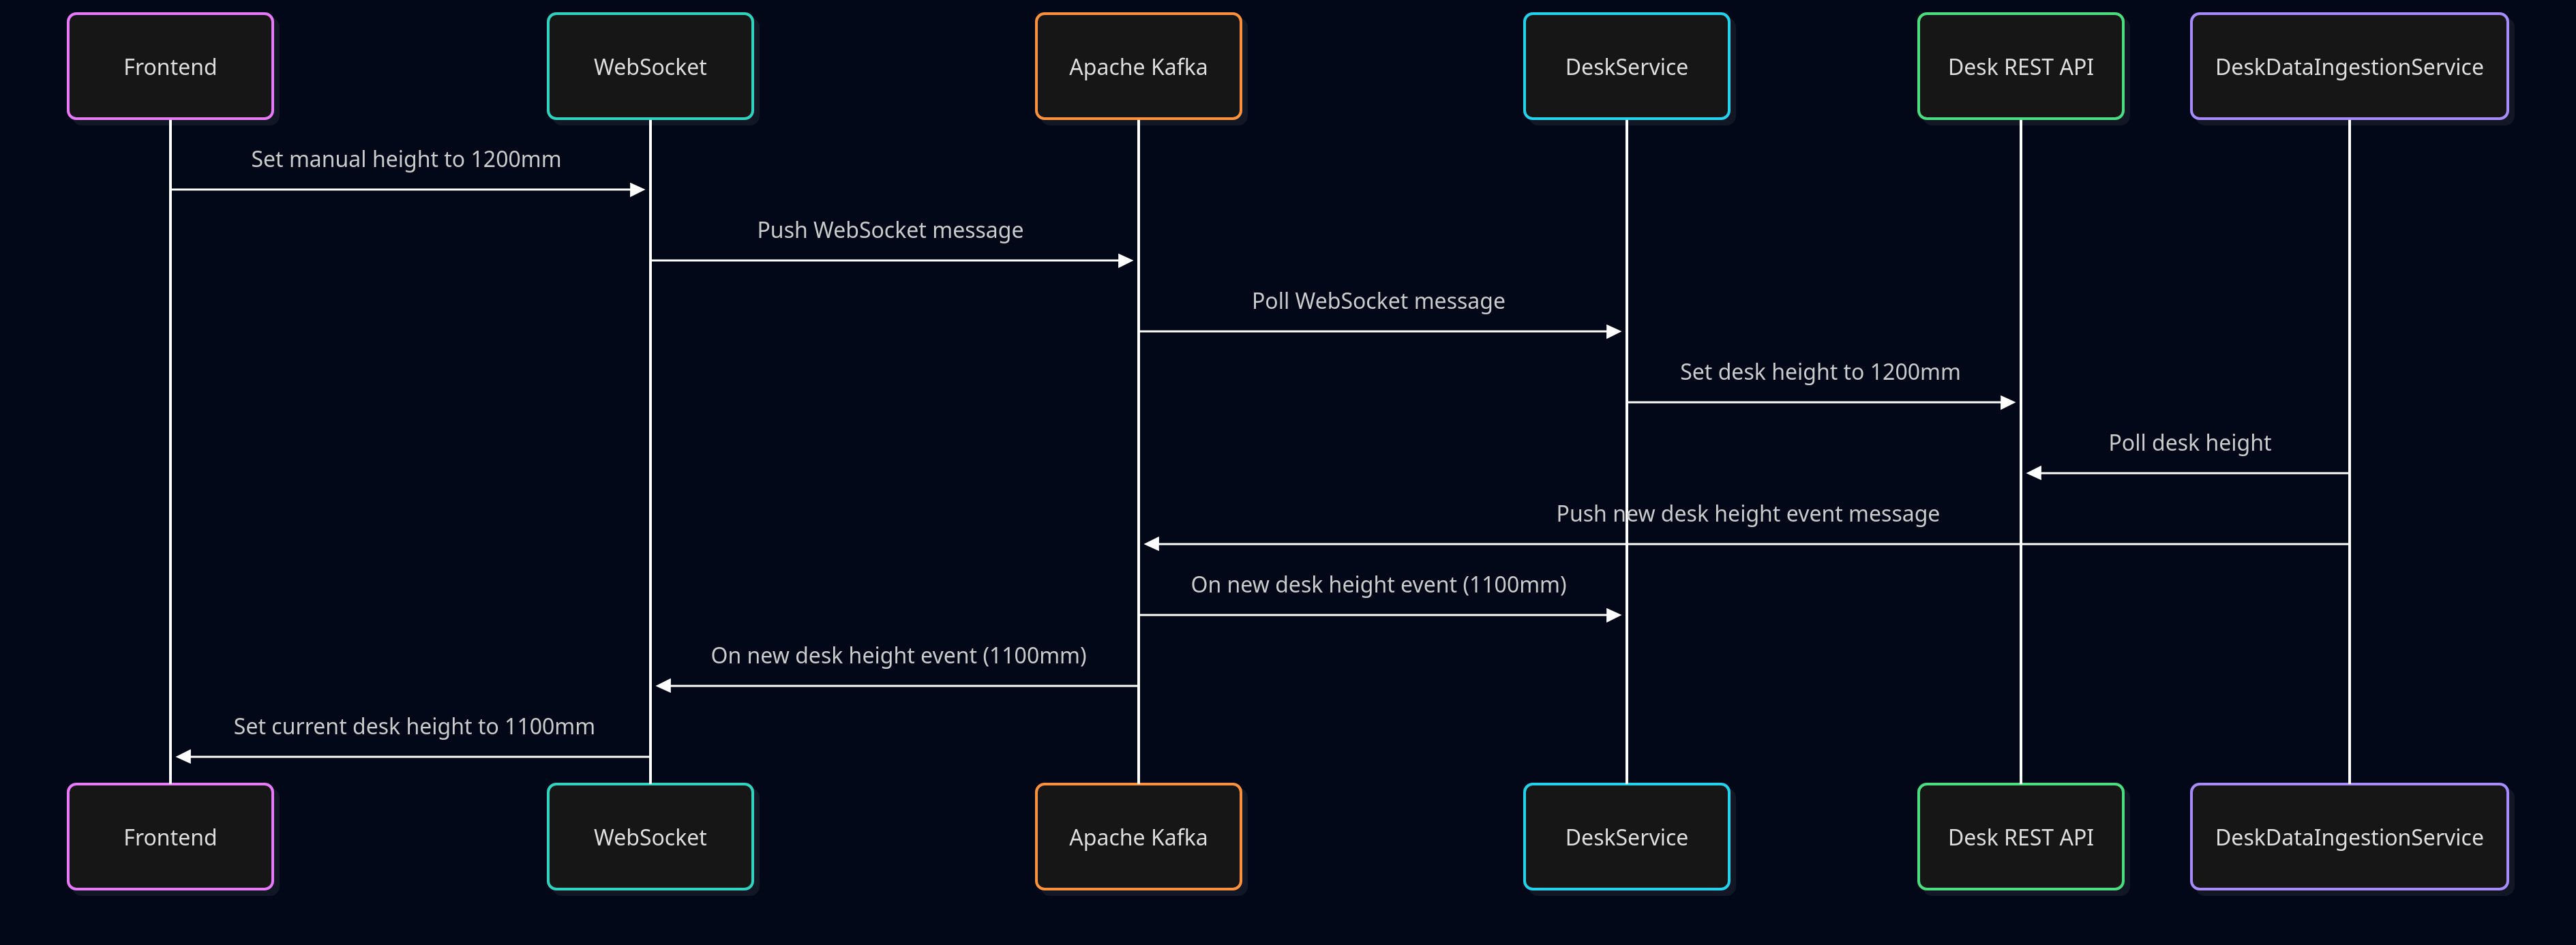 Frontend
WebSocket
Apache Kafka
DeskService
Desk REST API
DeskDataIngestionService
Set manual height to 1200mm
Push WebSocket message
Poll WebSocket message
Set desk height to 1200mm
Poll desk height
Push new desk height event message
On new desk height event (1100mm)
On new desk height event (1100mm)
Set current desk height to 1100mm
Frontend
WebSocket
Apache Kafka
DeskService
Desk REST API
DeskDataIngestionService